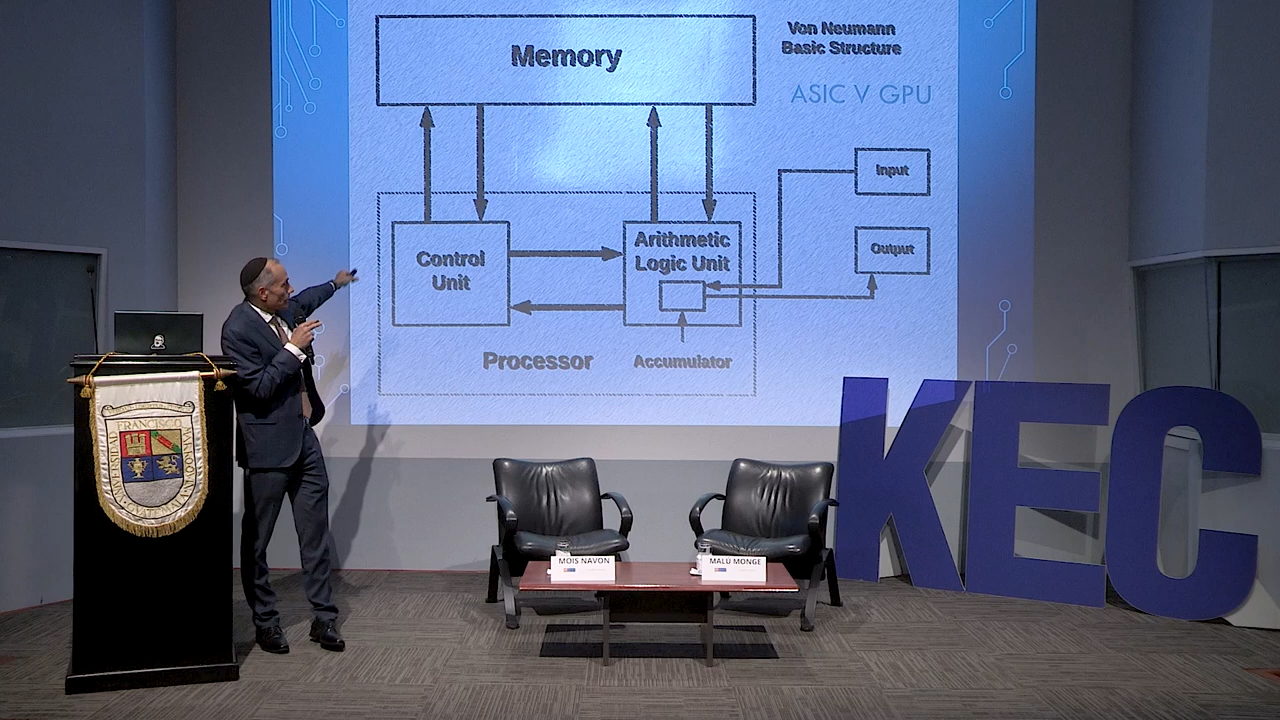 Memory
Von Neumann
Basic Structure
ASIC V GPU
Input
Output
Control
Unit
Arithmetic
Logic Unit
Processor
Accumulator
FRANCISCO
KEC
MOIS NAVON
MALÚ MONGE